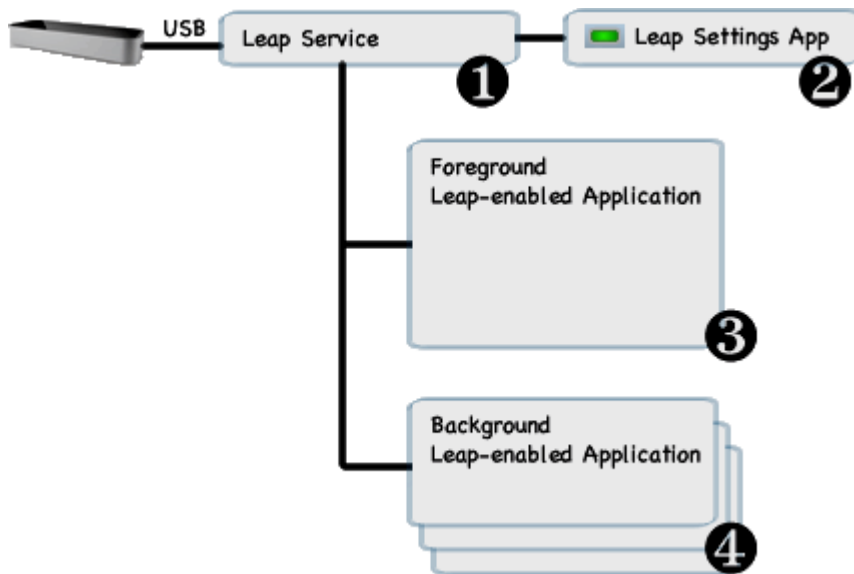 USB
Leap Service
1
Leap Settings App
2
Foreground
Leap-enabled Application
3
Background
Leap-enabled Application
4